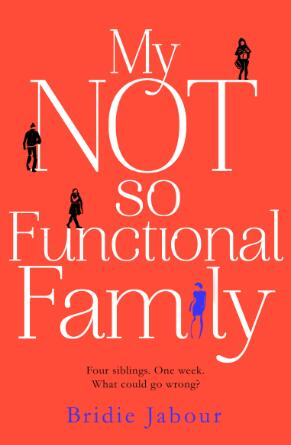 My
NOT
so
Functional
Family
Four siblings. One week.
What could go wrong?
Bridie Jabour